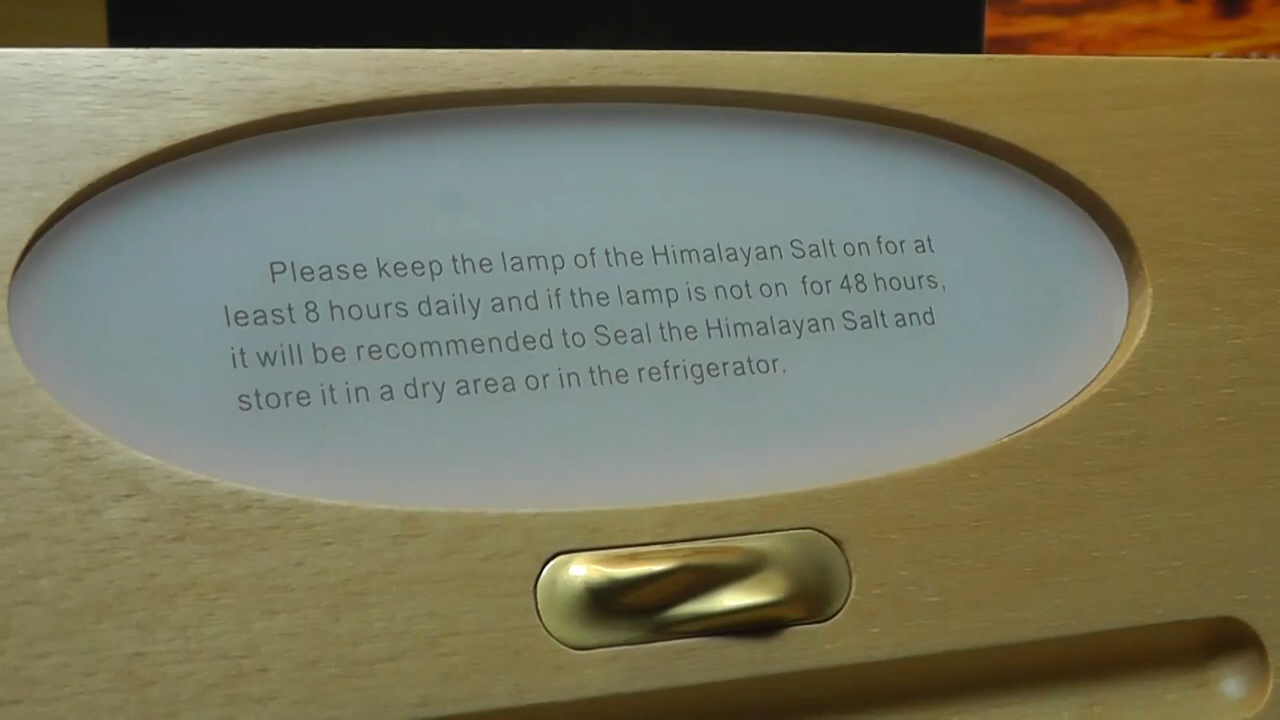 Please keep the lamp of the Himalayan Salt on for at
least 8 hours daily and if the lamp is not on for 48 hours,
it will be recommended to Seal the Himalayan Salt and
store it in a dry area or in the refrigerator.